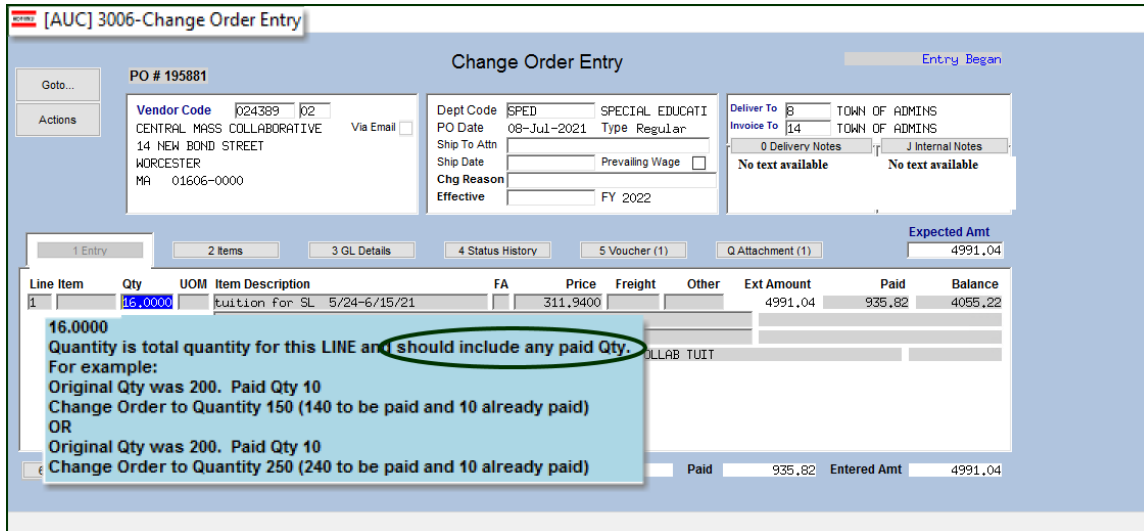 [AUC] 3006-Change Order Entry
Change Order Entry
Entry Began
Goto...
Actions
PO # 195881
Vendor Code 024389 02
CENTRAL MASS COLLABORATIVE Via Email
14 NEW BOND STREET
WORCESTER
MA 01606-0000
Dept Code SPED SPECIAL EDUCATI
PO Date 08-Jul-2021 Type Regular
Ship To Attn
Ship Date Prevailing Wage
Chg Reason
Effective FY 2022
Deliver To 8 TOWN OF ADMINS
Invoice To 14 TOWN OF ADMINS
O Delivery Notes J Internal Notes
No text available No text available
Expected Amt
1 Entry 2 Items 3 GL Details 4 Status History 5 Voucher (1) Q Attachment (1) 4991.04
Line Item Qty UOM Item Description FA Price Freight Other Ext Amount Paid Balance
1 16.0000 tuition for SL 5/24-6/15/21 311.9400 4991.04 935.82 4055.22
16.0000
Quantity is total quantity for this LINE and should include any paid Qty.
OLLAB TUIT
For example:
Original Qty was 200. Paid Qty 10
Change Order to Quantity 150 (140 to be paid and 10 already paid)
OR
Original Qty was 200. Paid Qty 10
Change Order to Quantity 250 (240 to be paid and 10 already paid)
Paid 935.82 Entered Amt 4991.04